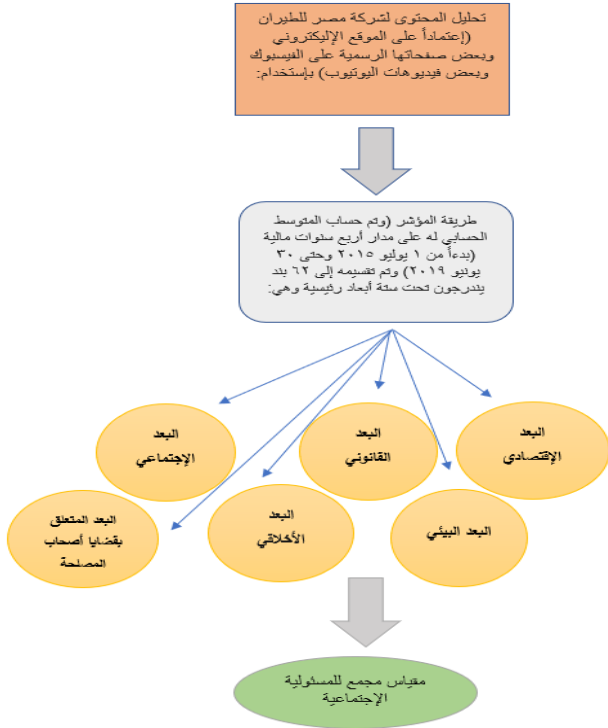 تحليل المحتوى لشركة مصر للطيران
(إعتماداً على الموقع الإليكتروني
وبعض صفحاتها الرسمية على الفيسبوك
وبعض فيديوهات اليوتيوب) بإستخدام:
طريقة المؤشر (وتم حساب المتوسط
الحسابي له على مدار أربع سنوات مالية
(بدءاً من ١ يوليو ٢٠١٥ وحتى ٣٠
يونيو ٢٠١٩) وتم تقسيمه إلى ٦٢ بند
يندرجون تحت ستة أبعاد رئيسية وهي:
البعد
الإقتصادي
البعد
القانوني
البعد
الإجتماعي
البعد البيئي
البعد
الأخلاقي
البعد المتعلق
بقضايا أصحاب
المصلحة
مقياس مجمع للمسئولية
الإجتماعية